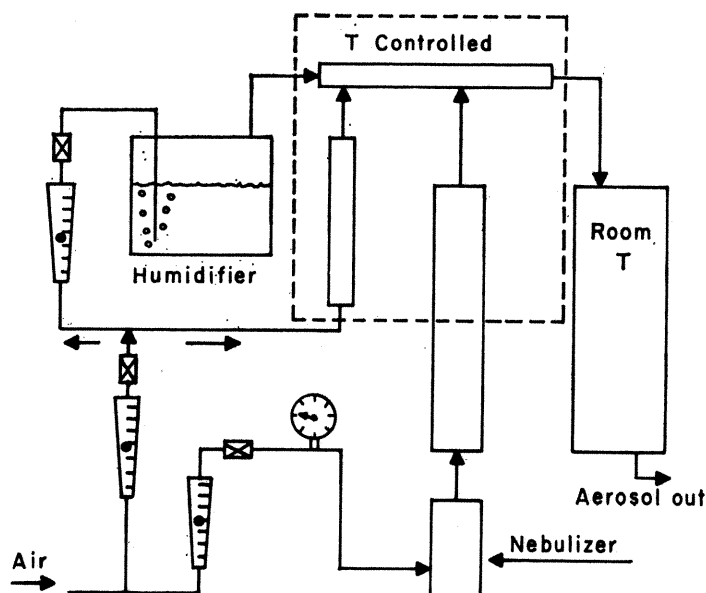 T Controlled
Humidifier
Room
T
Aerosol out
Nebulizer
Air